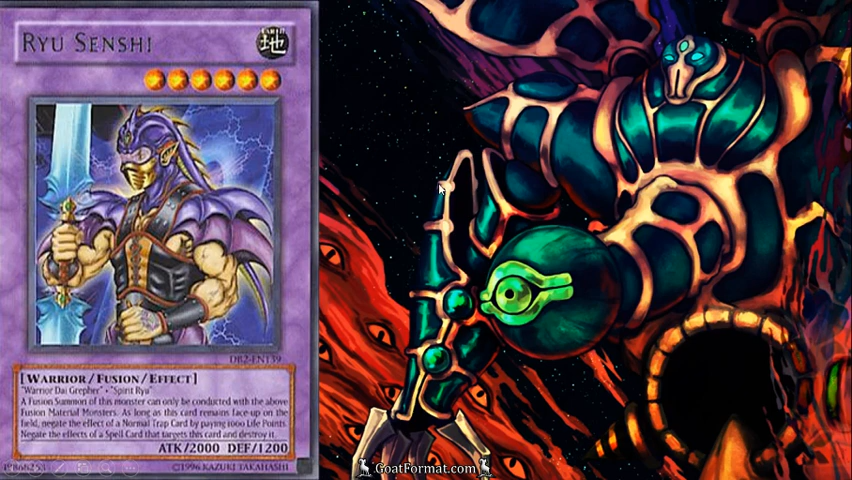 RYU SENSHI
EARTH
地
DB2-EN139
[WARRIOR/FUSION/EFFECT]
"Warrior Dai Grepher" + "Spirit Ryu"
A Fusion Summon of this monster can only be conducted with the above
Fusion Material Monsters. As long as this card remains face-up on the
field, negate the effect of a Normal Trap Card by paying 1000 Life Points.
Negate the effects of a Spell Card that targets this card and destroy it.
ATK/2000 DEF/1200
©1996 KAZUKI TAKAHASHI
GoatFormat.com